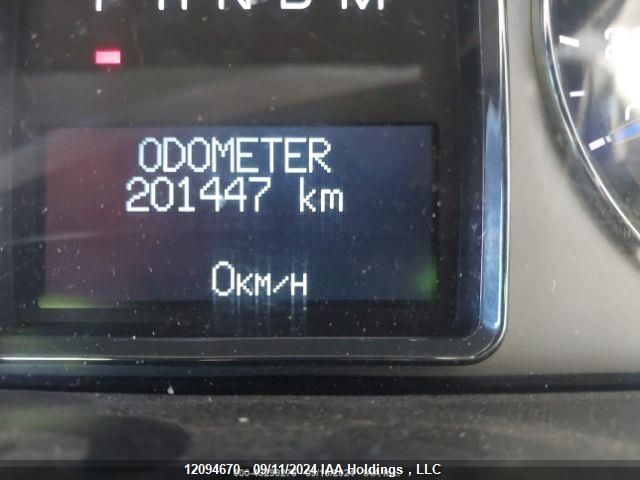 P R N D M
ODOMETER
201447 km
0KM/H
12094670 - 09/11/2024 IAA Holdings , LLC